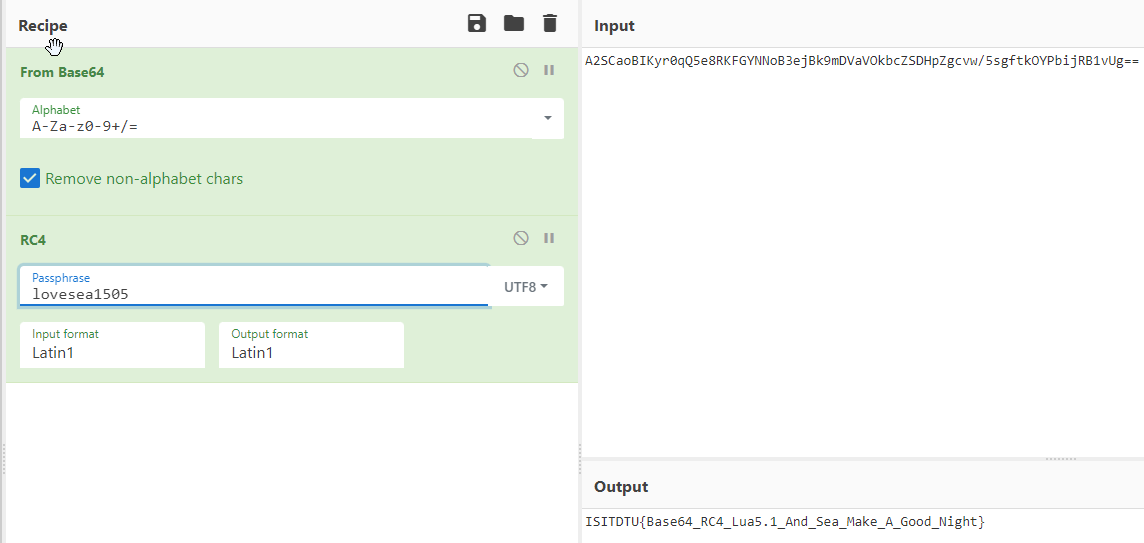 Recipe
From Base64
Alphabet
A-Za-z0-9+/=
Remove non-alphabet chars
RC4
Passphrase
lovesea1505
UTF8
Input format
Latin1
Output format
Latin1
Input
A2SCaoBIKyr0qQ5e8RKFGYNNoB3ejBk9mDVaVOkbcZSDHpZgcvw/5sgftkOYPbijRB1vUg==
Output
ISITDTU{Base64_RC4_Lua5.1_And_Sea_Make_A_Good_Night}